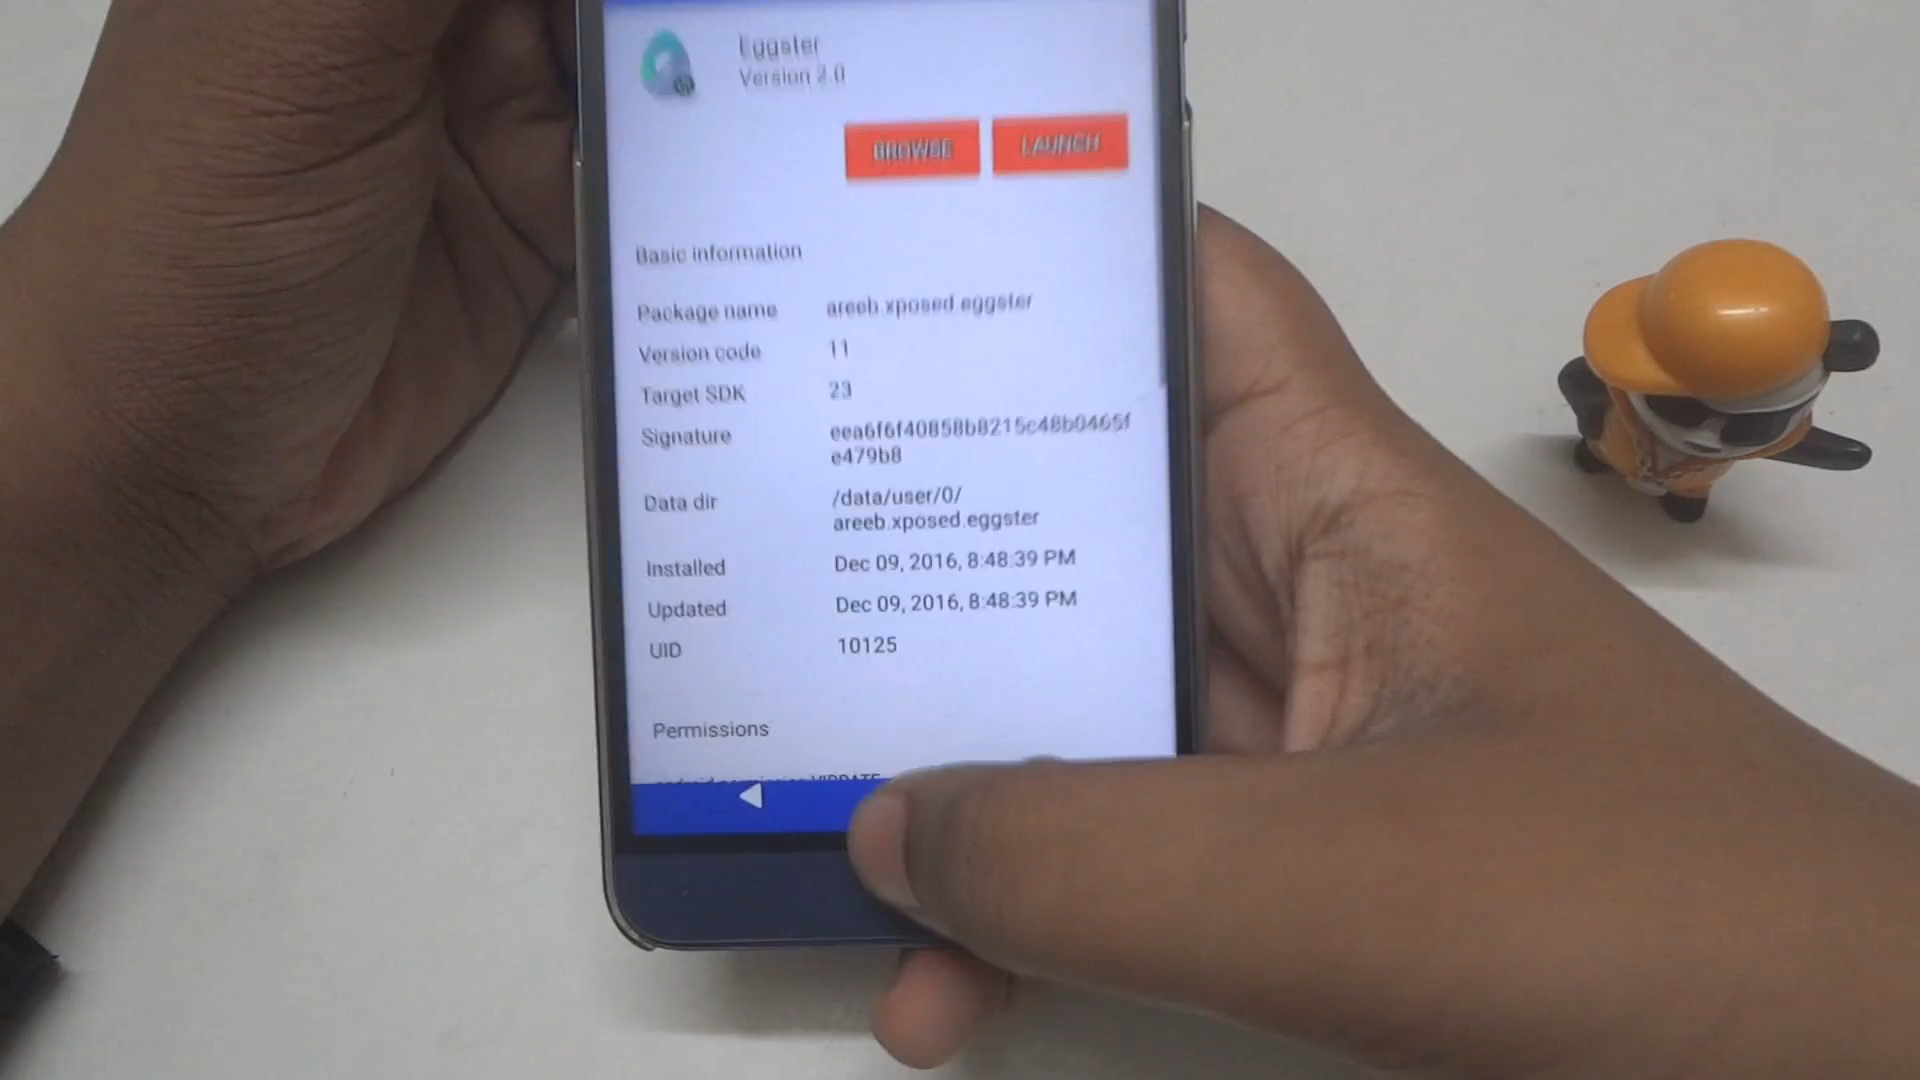 Eggster
Version 2.0
BROWSE
LAUNCH
Basic information
Package name areeb.xposed.eggster
Version code 11
Target SDK 23
Signature eea6f6f40858b8215c48b0465f
e479b8
Data dir /data/user/0/
areeb.xposed.eggster
Installed Dec 09, 2016, 8:48:39 PM
Updated Dec 09, 2016, 8:48:39 PM
UID 10125
Permissions